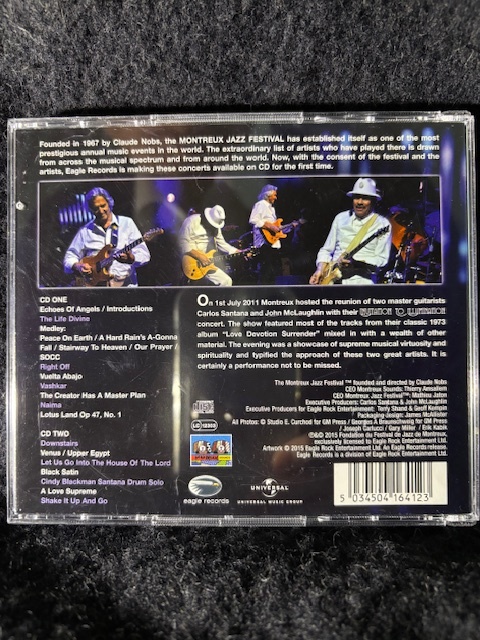 Founded in 1967 by Claude Nobs, the MONTREUX JAZZ FESTIVAL has established itself as one of the most
prestigious annual music events in the world. The extraordinary list of artists who have played there is drawn
from across the musical spectrum and from around the world. Now, with the consent of the festival and the
artists, Eagle Records is making these concerts available on CD for the first time.
CD ONE
Echoes Of Angels / Introductions
The Life Divine
Medley:
Peace On Earth / A Hard Rain's A-Gonna
Fall / Stairway To Heaven / Our Prayer /
SOCC
Right Off
Vuelta Abajo
Vashkar
The Creator Has A Master Plan
Naima
Lotus Land Op 47, No. 1
CD TWO
Downstairs
Venus / Upper Egypt
Let Us Go Into The House Of The Lord
Black Satin
Cindy Blackman Santana Drum Solo
A Love Supreme
Shake It Up And Go
On 1st July 2011 Montreux hosted the reunion of two master guitarists
Carlos Santana and John McLaughlin with their INVITATION TO ILLUMINATION
concert. The show featured most of the tracks from their classic 1973
album "Love Devotion Surrender" mixed in with a wealth of other
material. The evening was a showcase of supreme musical virtuosity and
spirituality and typified the approach of these two great artists. It is
certainly a performance not to be missed.
The Montreux Jazz Festival ™ founded and directed by Claude Nobs
CEO Montreux Sounds: Thierry Amsallem
CEO Montreux Jazz Festival™: Mathieu Jaton
Executive Producers: Carlos Santana & John McLaughlin
Executive Producers for Eagle Rock Entertainment: Terry Shand & Geoff Kempin
Packaging design: James McAllister
All Photos: © Studio E. Curchod for GM Press / Georges A Braunschweig for GM Press
/ Joseph Carlucci / Gary Miller / Erik Kabik
℗&© 2015 Fondation du Festival de Jazz de Montreux,
exclusively licensed to Eagle Rock Entertainment Ltd.
Artwork © 2015 Eagle Rock Entertainment Ltd. An Eagle Records release.
Eagle Records is a division of Eagle Rock Entertainment Ltd.
eagle records
UNIVERSAL
UNIVERSAL MUSIC GROUP
5 034504 164123